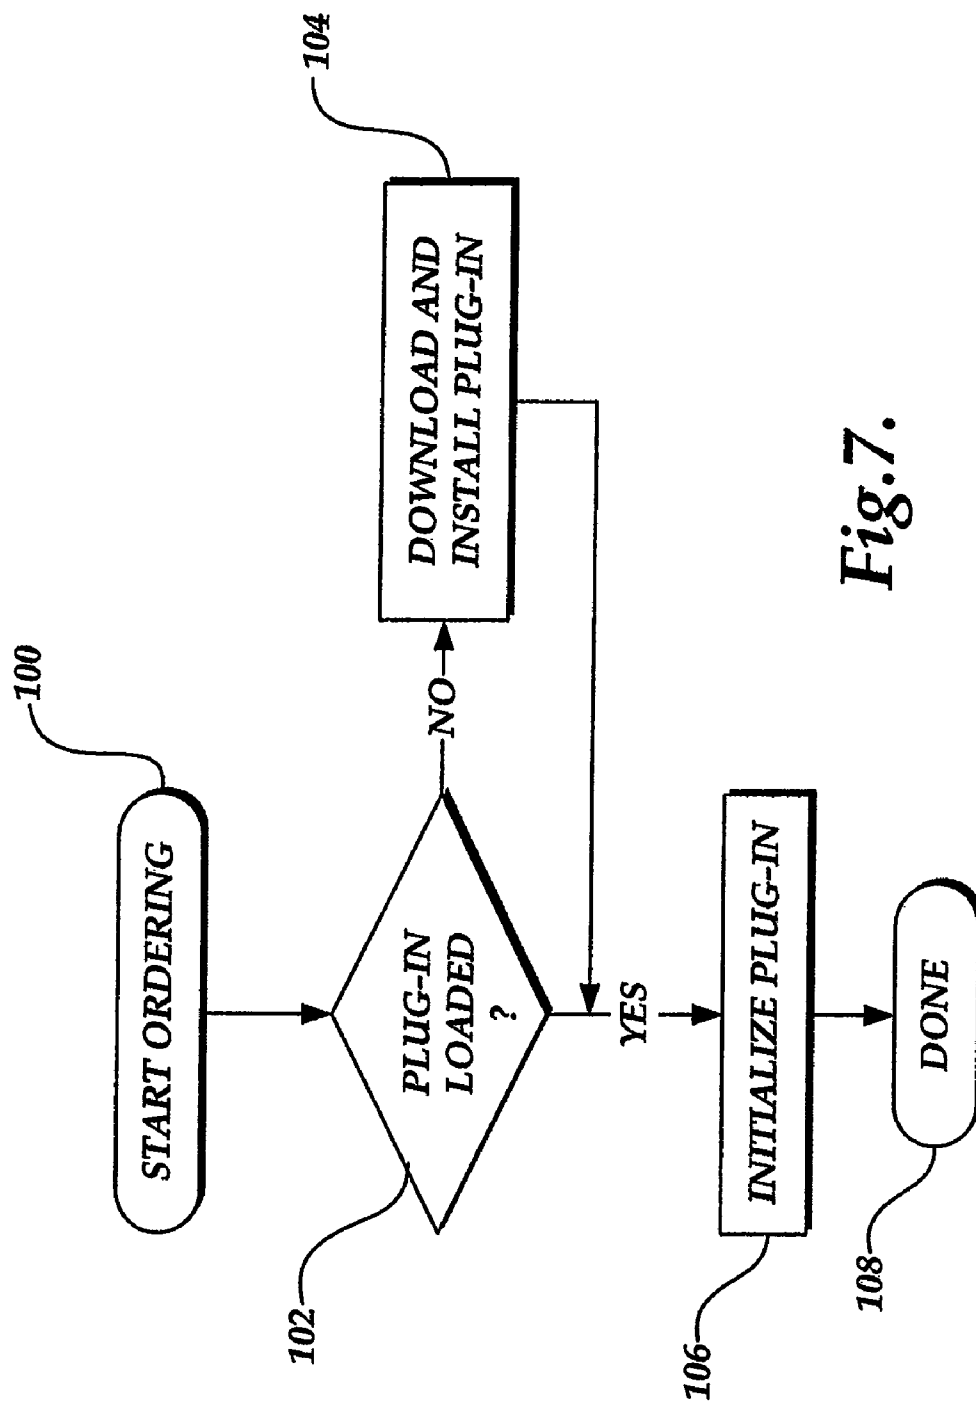 100
START ORDERING
102
PLUG-IN
LOADED
?
NO
104
DOWNLOAD AND
INSTALL PLUG-IN
YES
106
INITIALIZE PLUG-IN
108
DONE
Fig.7.